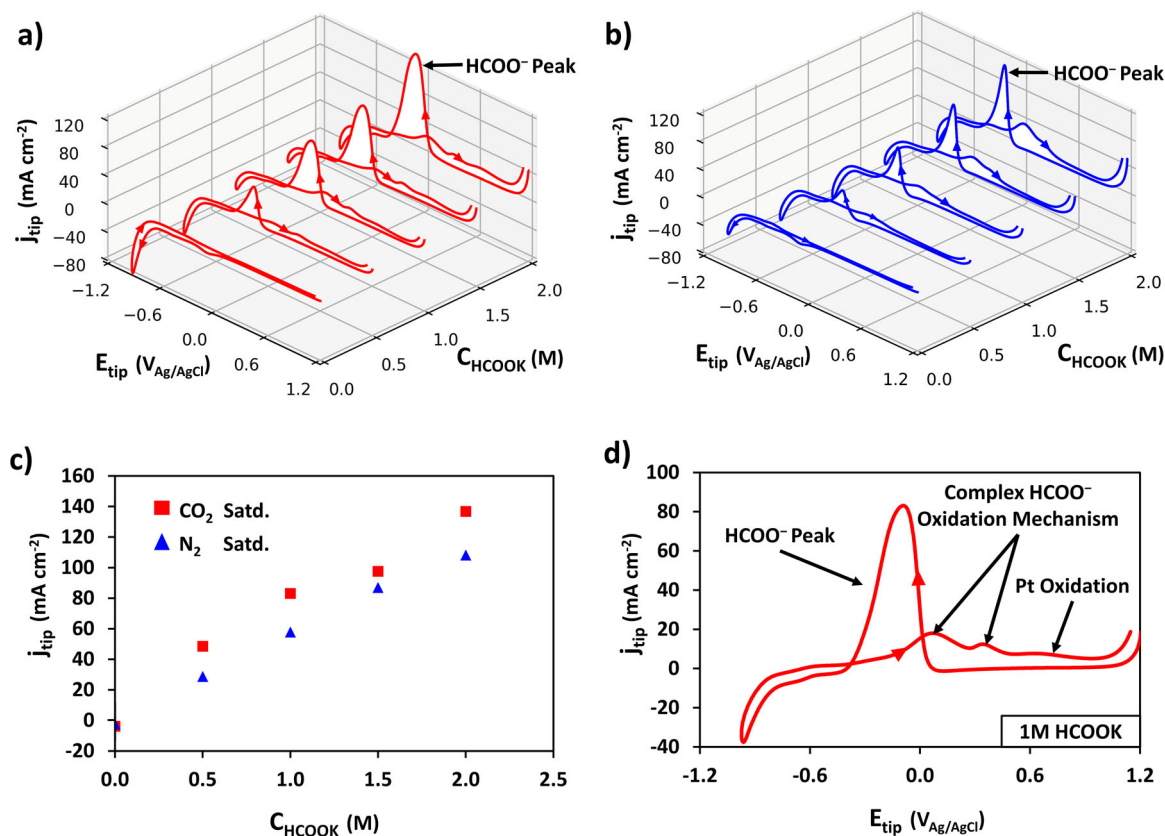 a)
HCOO⁻ Peak
120
80
40
0
−40
−80
j_tip (mA cm⁻²)
−1.2
−0.6
0.0
0.6
1.2
E_tip (V_Ag/AgCl)
0.0
0.5
1.0
1.5
2.0
C_HCOOK (M)
b)
HCOO⁻ Peak
120
80
40
0
−40
−80
j_tip (mA cm⁻²)
−1.2
−0.6
0.0
0.6
1.2
E_tip (V_Ag/AgCl)
0.0
0.5
1.0
1.5
2.0
C_HCOOK (M)
c)
160
140
120
100
80
60
40
20
0
-20
j_tip (mA cm⁻²)
CO₂ Satd.
N₂ Satd.
0.0 0.5 1.0 1.5 2.0 2.5
C_HCOOK (M)
d)
100
80
60
40
20
0
-20
-40
j_tip (mA cm⁻²)
Complex HCOO⁻
Oxidation Mechanism
HCOO⁻ Peak
Pt Oxidation
1M HCOOK
-1.2 -0.6 0.0 0.6 1.2
E_tip (V_Ag/AgCl)